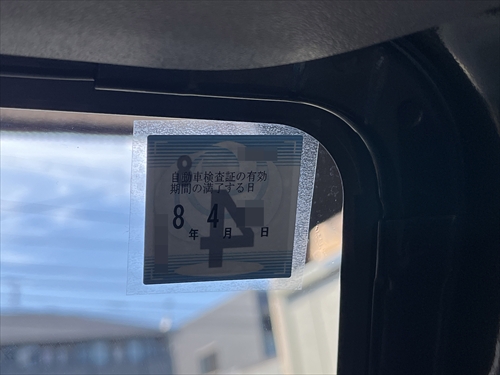 自動車検査証の有効
期間の満了する日
8年 4月 日